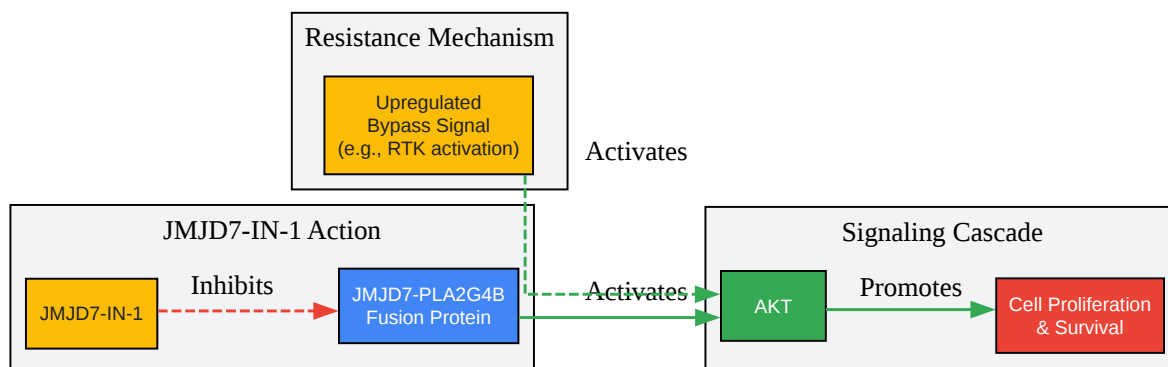 Resistance Mechanism
Upregulated
Bypass Signal
(e.g., RTK activation)
Activates
JMJD7-IN-1 Action
Signaling Cascade
JMJD7-IN-1
Inhibits
JMJD7-PLA2G4B
Fusion Protein
Activates
AKT
Promotes
Cell Proliferation
& Survival